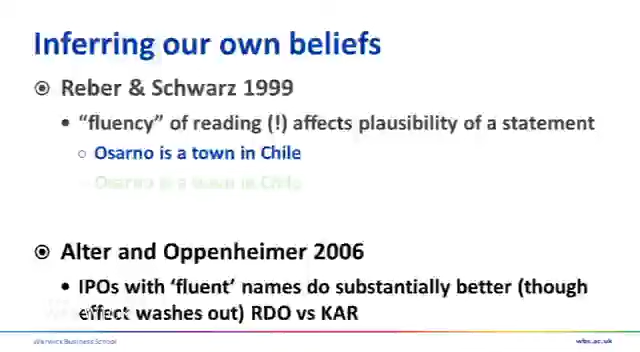 Inferring our own beliefs
Reber & Schwarz 1999
“fluency” of reading (!) affects plausibility of a statement
Osarno is a town in Chile
Osarno is a town in Chile
Alter and Oppenheimer 2006
IPOs with ‘fluent’ names do substantially better (though
effect washes out) RDO vs KAR
Warwick Business School
wbs.ac.uk